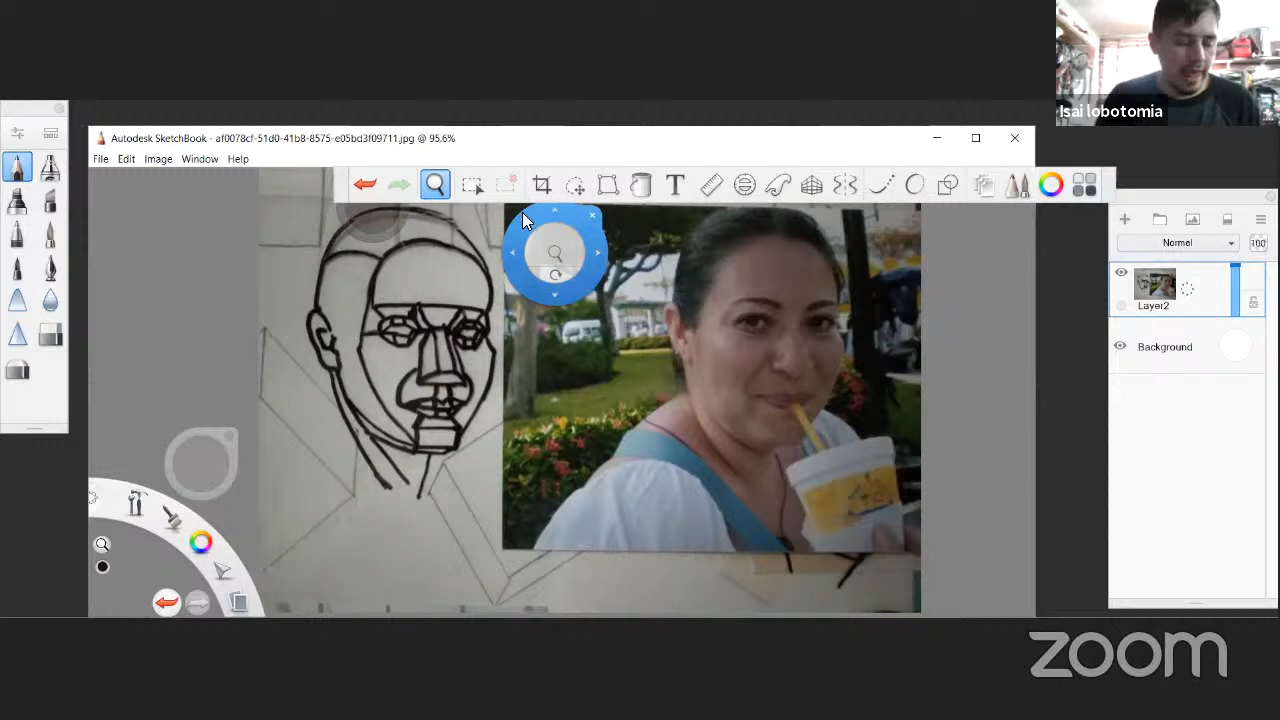 Isai lobotomia
Autodesk SketchBook - af0078cf-51d0-41b8-8575-e05bd3f09711.jpg @ 95.6%
File Edit Image Window Help
T
Normal
100
Layer2
Background
zoom